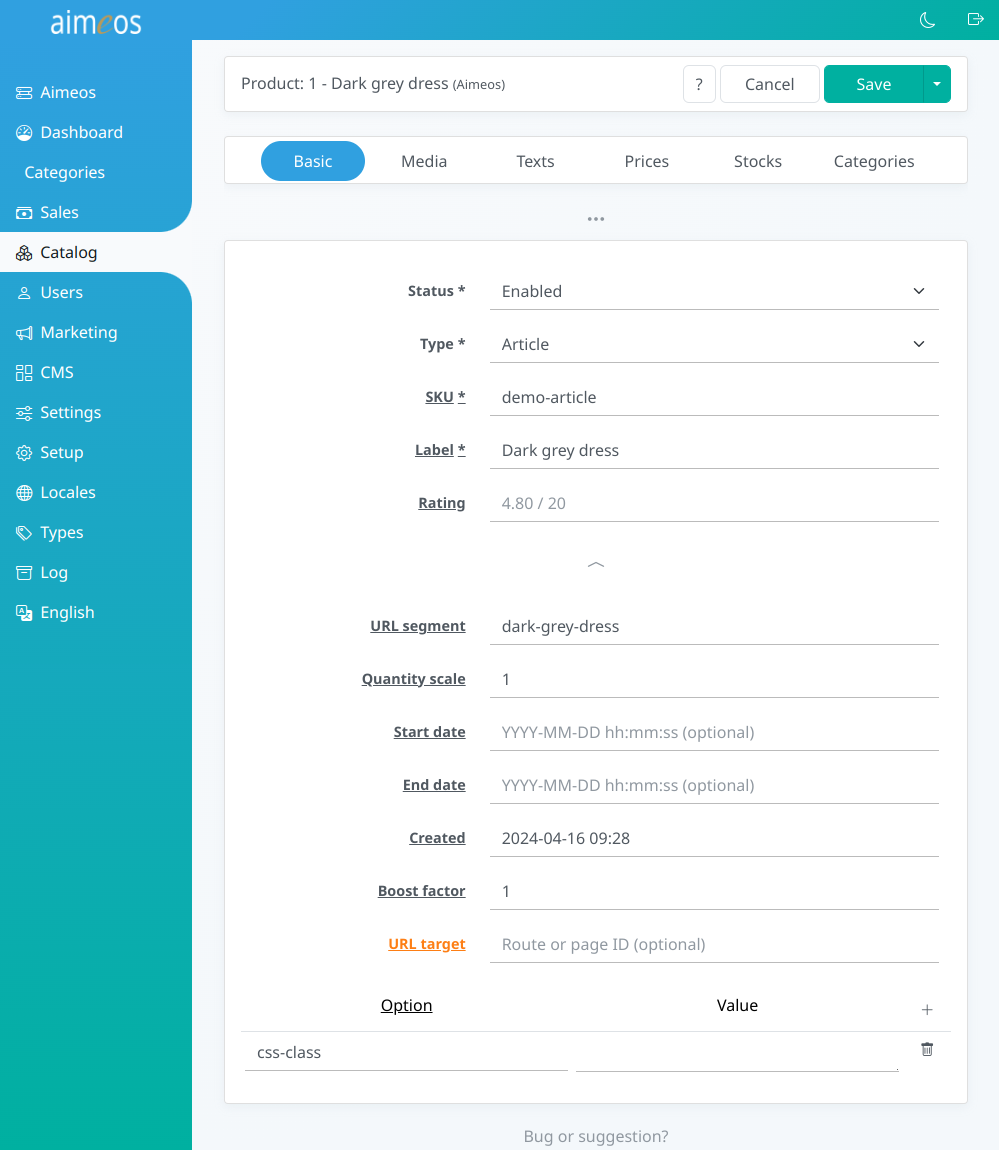 aimeos
Aimeos
Dashboard
Categories
Sales
Catalog
Users
Marketing
CMS
Settings
Setup
Locales
Types
Log
English
Product: 1 - Dark grey dress (Aimeos)
? Cancel Save
Basic Media Texts Prices Stocks Categories
Status * Enabled
Type * Article
SKU * demo-article
Label * Dark grey dress
Rating 4.80 / 20
URL segment dark-grey-dress
Quantity scale 1
Start date YYYY-MM-DD hh:mm:ss (optional)
End date YYYY-MM-DD hh:mm:ss (optional)
Created 2024-04-16 09:28
Boost factor 1
URL target Route or page ID (optional)
Option Value
css-class
Bug or suggestion?